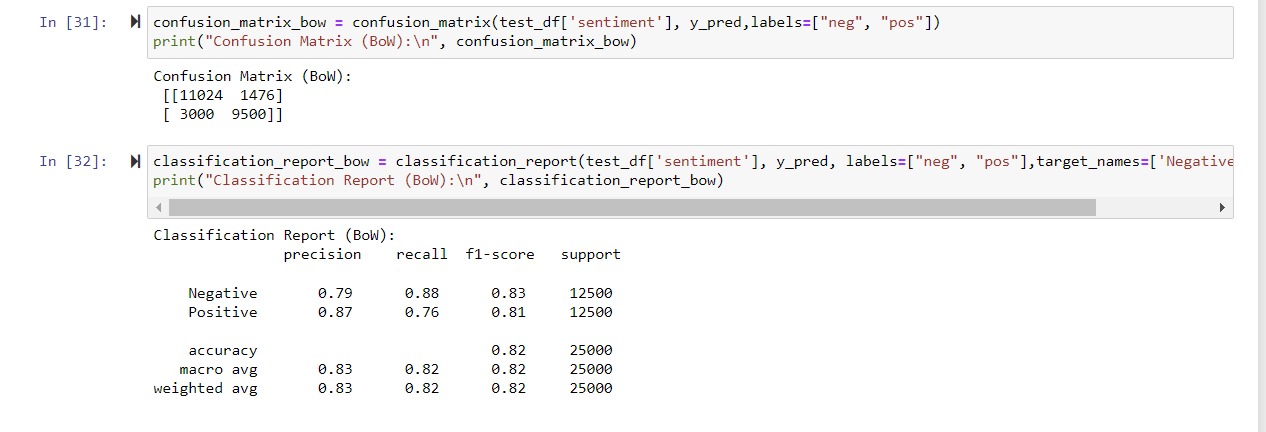 In [31]: confusion_matrix_bow = confusion_matrix(test_df['sentiment'], y_pred,labels=["neg", "pos"])
print("Confusion Matrix (BoW):\n", confusion_matrix_bow)
Confusion Matrix (BoW):
[[11024 1476]
[ 3000 9500]]
In [32]: classification_report_bow = classification_report(test_df['sentiment'], y_pred, labels=["neg", "pos"],target_names=['Negative
print("Classification Report (BoW):\n", classification_report_bow)
Classification Report (BoW):
precision recall f1-score support
Negative 0.79 0.88 0.83 12500
Positive 0.87 0.76 0.81 12500
accuracy 0.82 25000
macro avg 0.83 0.82 0.82 25000
weighted avg 0.83 0.82 0.82 25000